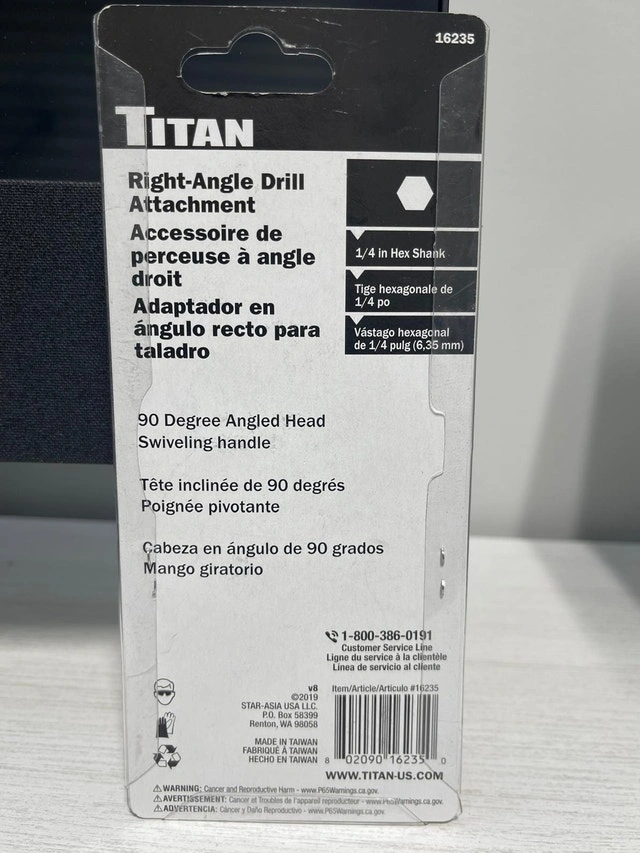 16235
TITAN
Right-Angle Drill
Attachment
Accessoire de
perceuse à angle
droit
Adaptador en
ángulo recto para
taladro
1/4 in Hex Shank
Tige hexagonale de
1/4 po
Vástago hexagonal
de 1/4 pulg (6,35 mm)
90 Degree Angled Head
Swiveling handle
Tête inclinée de 90 degrés
Poignée pivotante
Cabeza en ángulo de 90 grados
Mango giratorio
1-800-386-0191
Customer Service Line
Ligne du service à la clientèle
Línea de servicio al cliente
v8
©2019
STAR-ASIA USA LLC.
P.O. Box 58399
Renton, WA 98058
MADE IN TAIWAN
FABRIQUÉ À TAIWAN
HECHO EN TAIWAN
Item/Article/Artículo #16235
8 02090 16235 0
WWW.TITAN-US.COM
WARNING: Cancer and Reproductive Harm - www.P65Warnings.ca.gov.
AVERTISSEMENT: Cancer et Troubles de l'appareil reproducteur - www.P65Warnings.ca.gov.
ADVERTENCIA: Cáncer y Daño Reproductivo - www.P65Warnings.ca.gov.